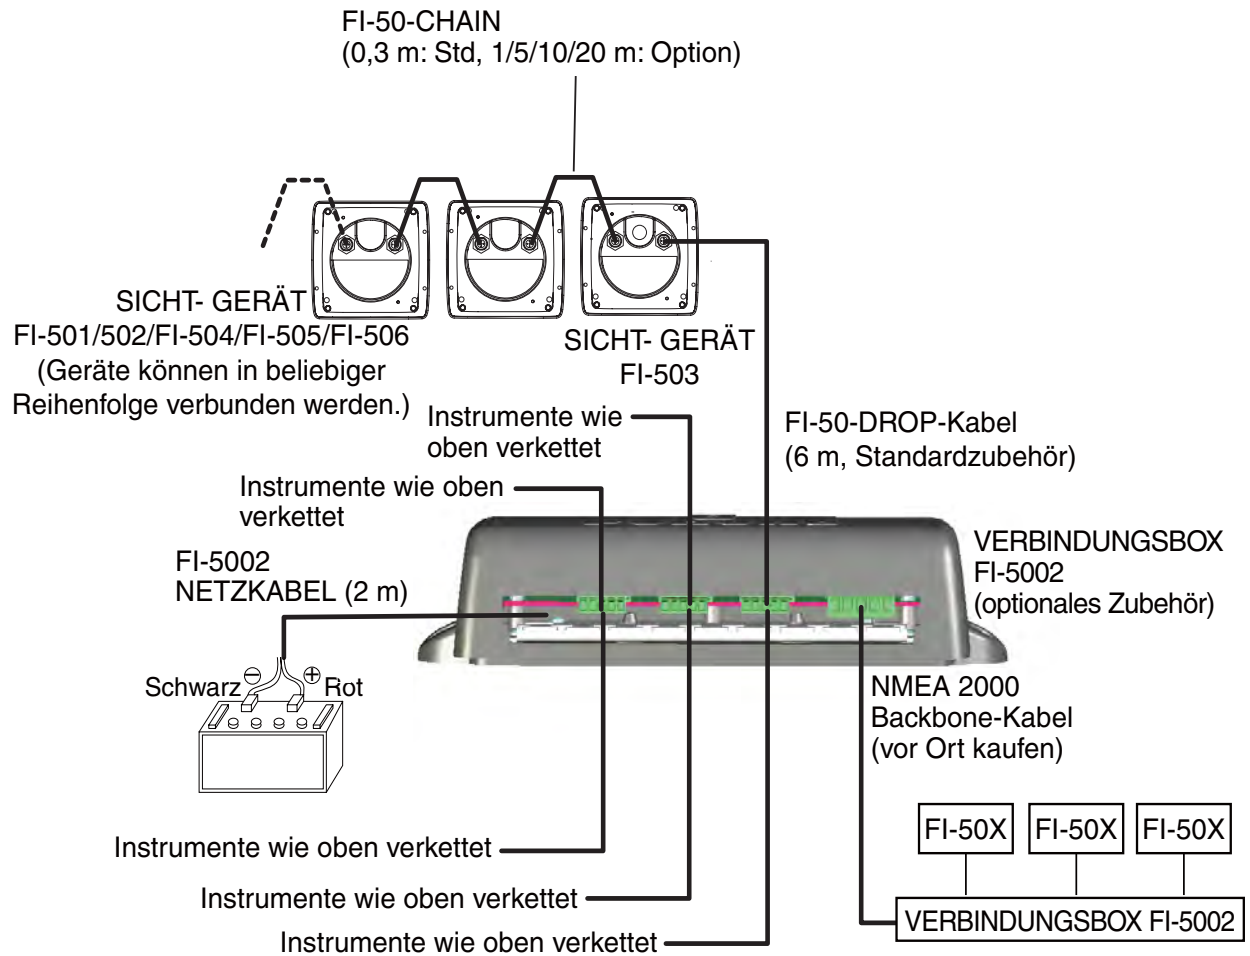 FI-50-CHAIN
(0,3 m: Std, 1/5/10/20 m: Option)
SICHT- GERÄT
FI-501/502/FI-504/FI-505/FI-506
(Geräte können in beliebiger
Reihenfolge verbunden werden.)
SICHT- GERÄT
FI-503
Instrumente wie
oben verkettet
FI-50-DROP-Kabel
(6 m, Standardzubehör)
Instrumente wie oben
verkettet
FI-5002
NETZKABEL (2 m)
VERBINDUNGSBOX
FI-5002
(optionales Zubehör)
Schwarz
Rot
NMEA 2000
Backbone-Kabel
(vor Ort kaufen)
FI-50X
FI-50X
FI-50X
Instrumente wie oben verkettet
Instrumente wie oben verkettet
VERBINDUNGSBOX FI-5002
Instrumente wie oben verkettet